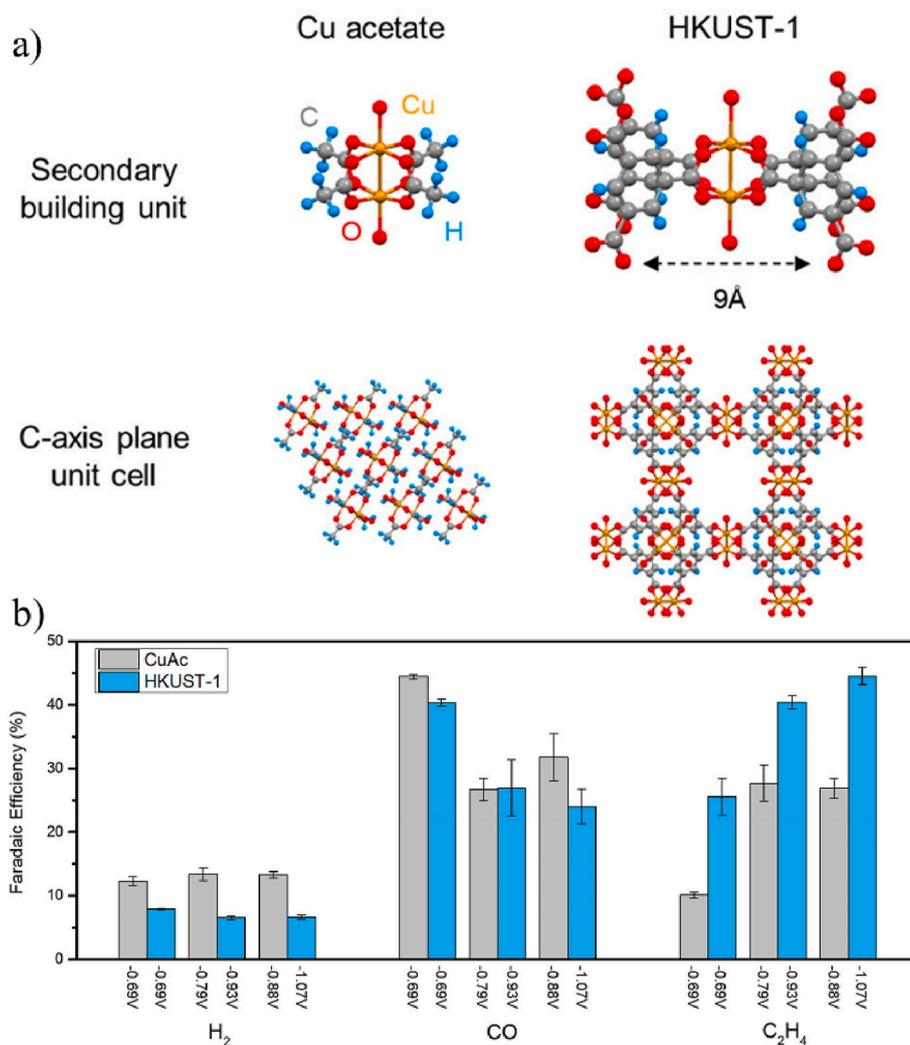 a)
Cu acetate
HKUST-1
C
Cu
Secondary
building unit
O
H
9Å
C-axis plane
unit cell
b)
50
CuAc
HKUST-1
40
30
20
10
0
Faradaic Efficiency (%)
-0.69V
-0.69V
-0.79V
-0.93V
-0.88V
-1.07V
-0.69V
-0.69V
-0.79V
-0.93V
-0.88V
-1.07V
-0.69V
-0.69V
-0.79V
-0.93V
-0.88V
-1.07V
H₂
CO
C₂H₄